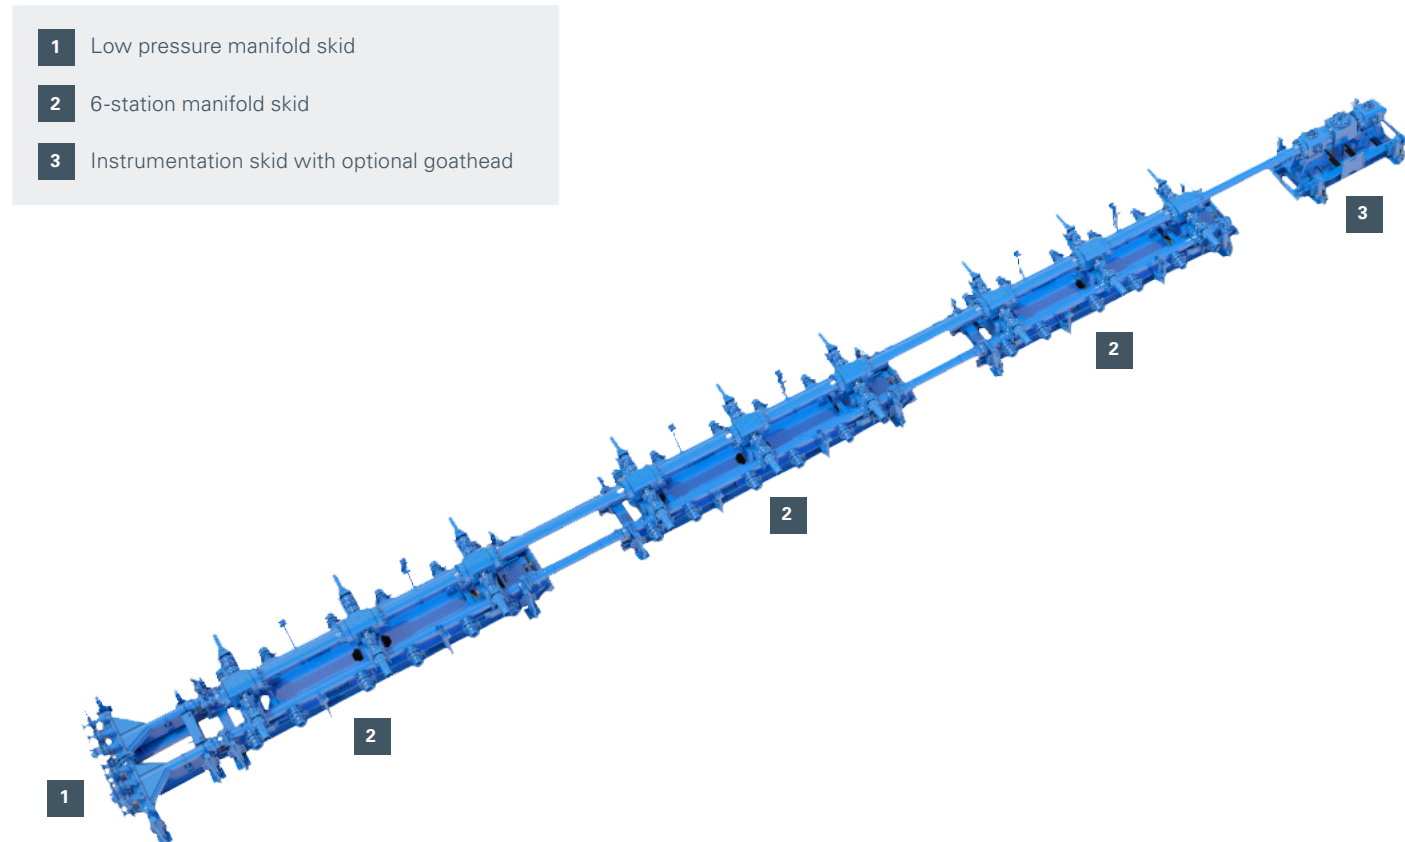 1 Low pressure manifold skid
2 6-station manifold skid
3 Instrumentation skid with optional goathead
3
2
2
2
1